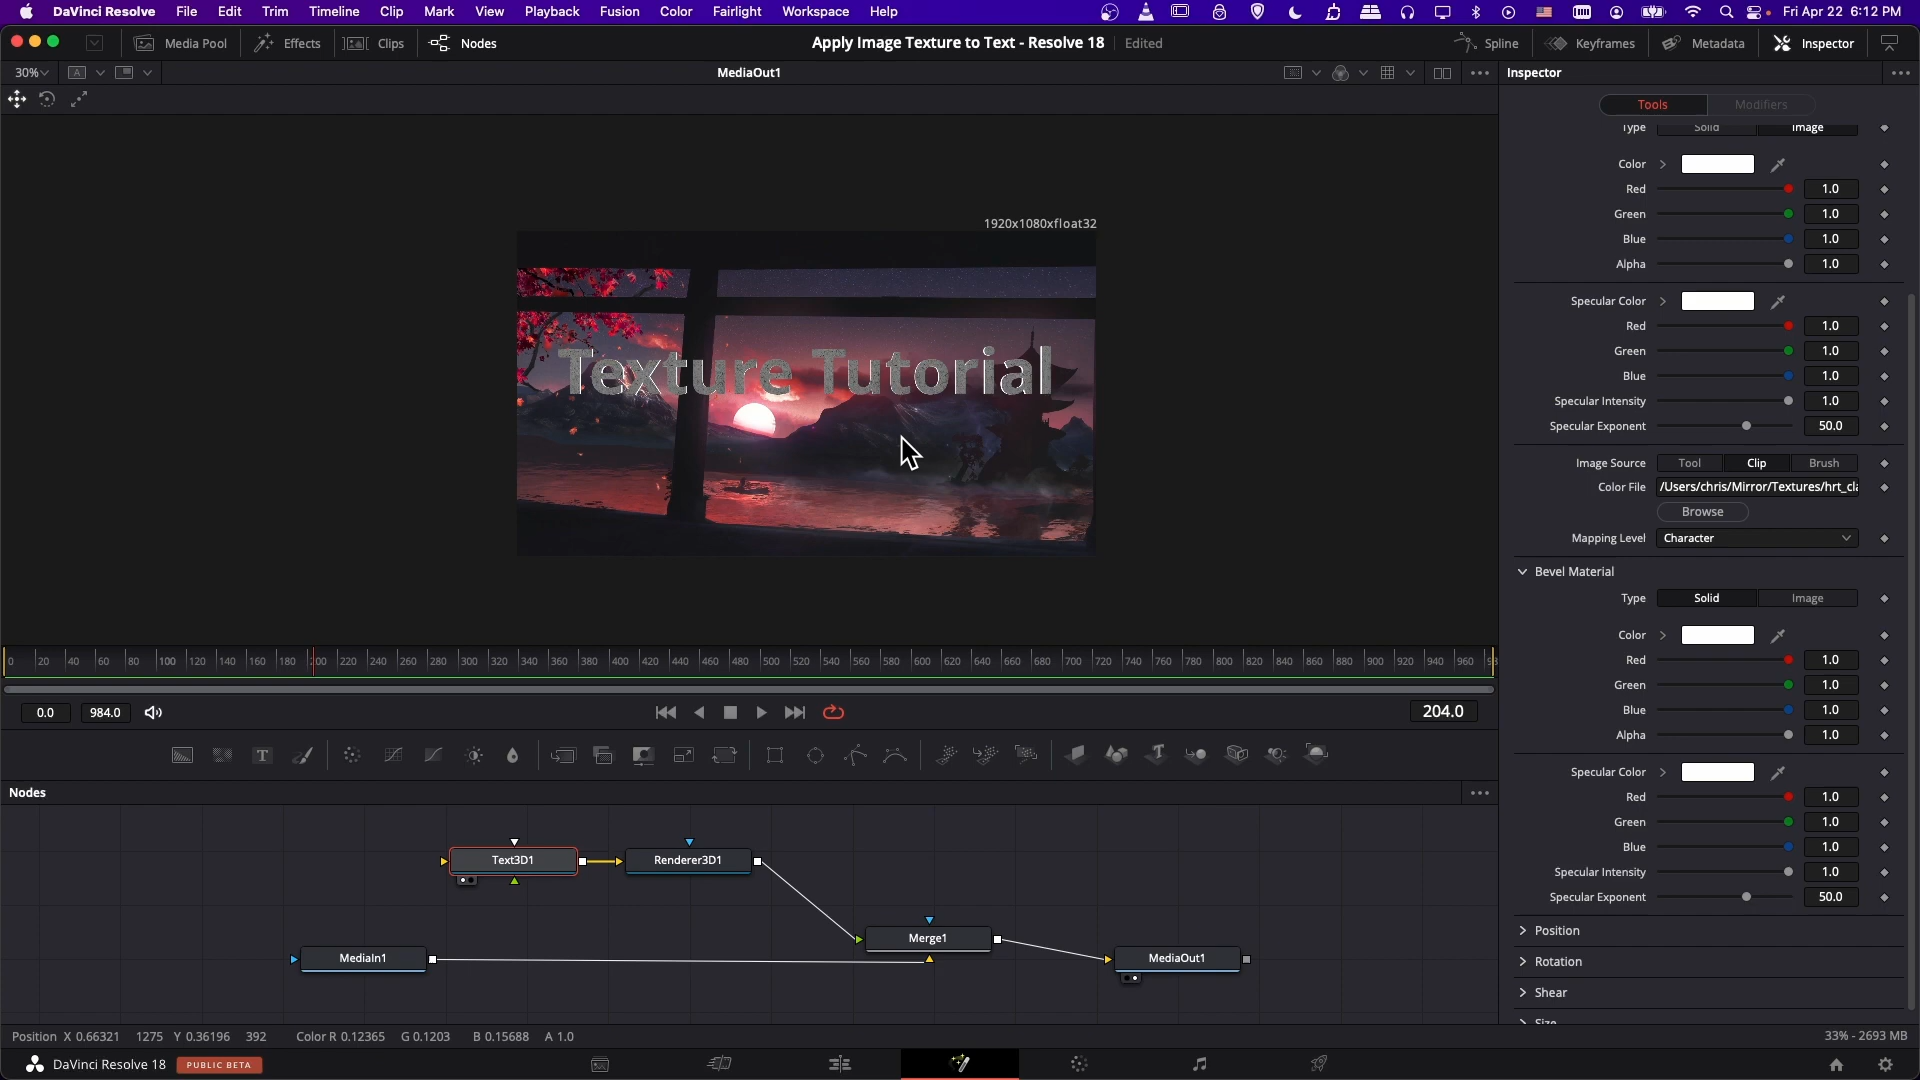 DaVinci Resolve File Edit Trim Timeline Clip Mark View Playback Fusion Color Fairlight Workspace Help Fri Apr 22 6:12 PM
Media Pool Effects Clips Nodes Apply Image Texture to Text - Resolve 18 Edited Spline Keyframes Metadata Inspector
30% A MediaOut1 Inspector
Tools Modifiers
Type Solid Image
Color
Red 1.0
Green 1.0
Blue 1.0
Alpha 1.0
Specular Color
Red 1.0
Green 1.0
Blue 1.0
Specular Intensity 1.0
Specular Exponent 50.0
Image Source Tool Clip Brush
Color File /Users/chris/Mirror/Textures/hrt_cla
Browse
Mapping Level Character
Bevel Material
Type Solid Image
Color
Red 1.0
Green 1.0
Blue 1.0
Alpha 1.0
Specular Color
Red 1.0
Green 1.0
Blue 1.0
Specular Intensity 1.0
Specular Exponent 50.0
Position
Rotation
Shear
Size
1920x1080xfloat32
Texture Tutorial
0 20 40 60 80 100 120 140 160 180 200 220 240 260 280 300 320 340 360 380 400 420 440 460 480 500 520 540 560 580 600 620 640 660 680 700 720 740 760 780 800 820 840 860 880 900 920 940 960
0.0 984.0 204.0
T
Nodes
Text3D1 Renderer3D1
Merge1
MediaIn1 MediaOut1
Position X 0.66321 1275 Y 0.36196 392 Color R 0.12365 G 0.1203 B 0.15688 A 1.0 33% - 2693 MB
DaVinci Resolve 18 PUBLIC BETA